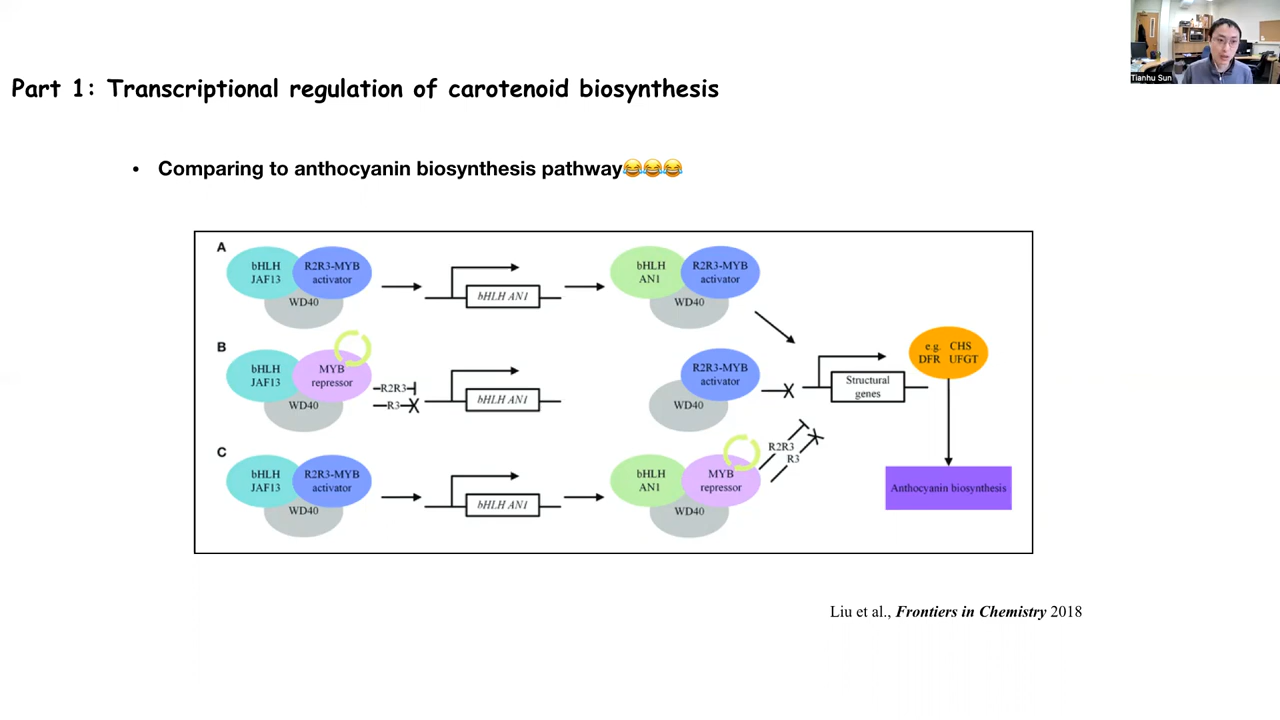 Tianhu Sun
Part 1: Transcriptional regulation of carotenoid biosynthesis
• Comparing to anthocyanin biosynthesis pathway😂😂😂
A
bHLH
JAF13
R2R3-MYB
activator
WD40
bHLH AN1
bHLH
AN1
R2R3-MYB
activator
WD40
B
bHLH
JAF13
MYB
repressor
WD40
R2R3
R3
bHLH AN1
R2R3-MYB
activator
WD40
Structural
genes
e.g. CHS
DFR UFGT
C
bHLH
JAF13
R2R3-MYB
activator
WD40
bHLH AN1
bHLH
AN1
MYB
repressor
WD40
R2R3
R3
Anthocyanin biosynthesis
Liu et al., Frontiers in Chemistry 2018